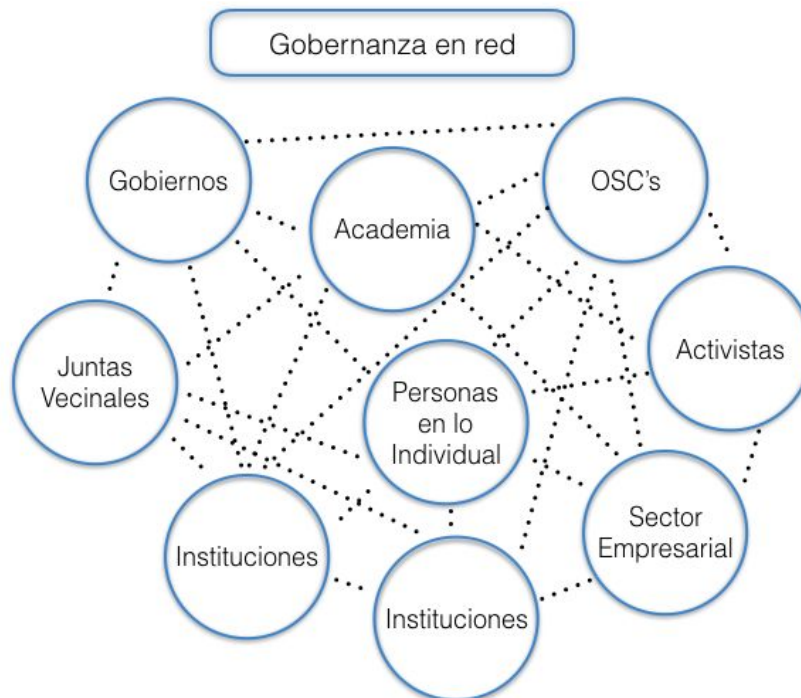 Gobernanza en red
Gobiernos
OSC's
Academia
Activistas
Juntas
Vecinales
Personas
en lo
Individual
Sector
Empresarial
Instituciones
Instituciones